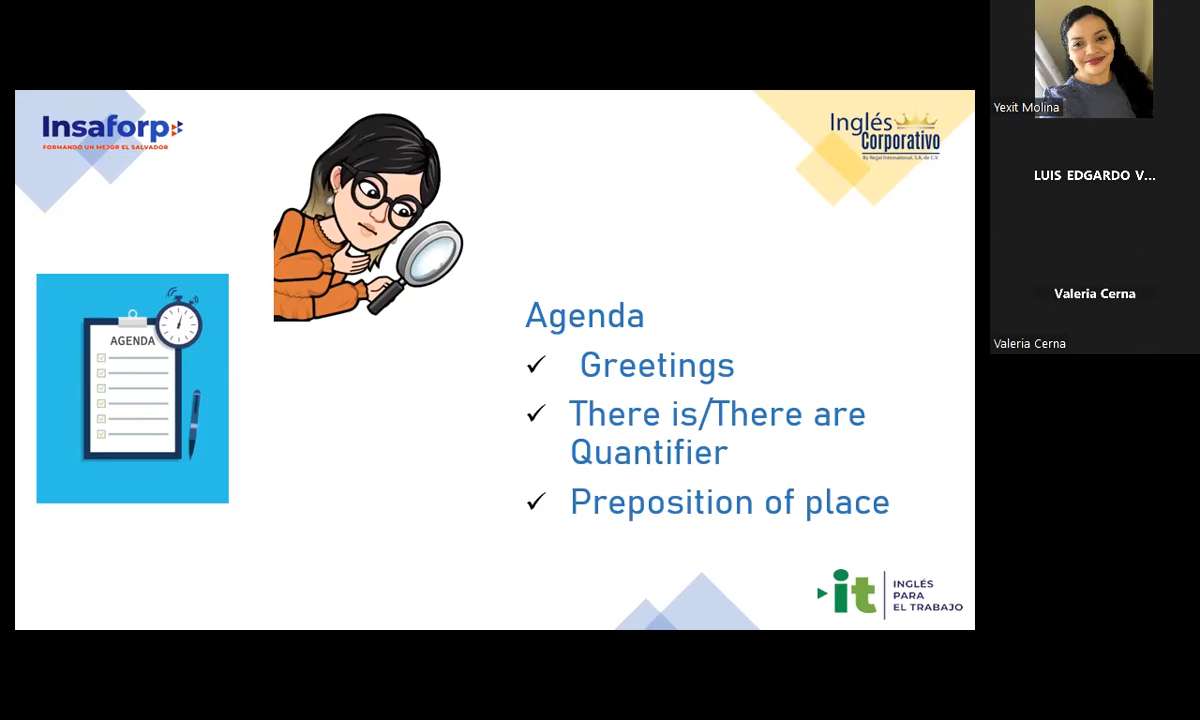 Insaforp
FORMANDO UN MEJOR EL SALVADOR
Inglés
Corporativo
By Regal International, S.A. de C.V.
AGENDA
Agenda
✓ Greetings
✓ There is/There are
Quantifier
✓ Preposition of place
it
INGLÉS
PARA
EL TRABAJO
Yexit Molina
LUIS EDGARDO V...
Valeria Cerna
Valeria Cerna